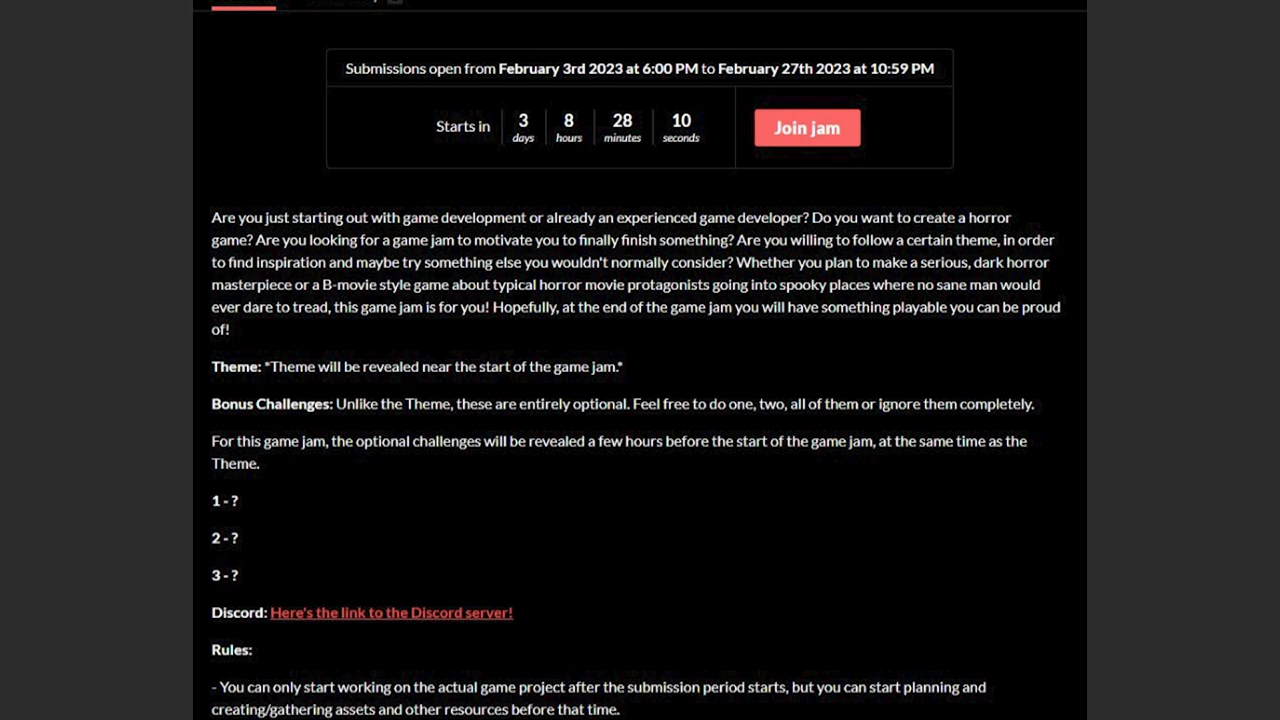 Submissions open from February 3rd 2023 at 6:00 PM to February 27th 2023 at 10:59 PM
Starts in 3 days 8 hours 28 minutes 10 seconds
Join jam
Are you just starting out with game development or already an experienced game developer? Do you want to create a horror
game? Are you looking for a game jam to motivate you to finally finish something? Are you willing to follow a certain theme, in order
to find inspiration and maybe try something else you wouldn't normally consider? Whether you plan to make a serious, dark horror
masterpiece or a B-movie style game about typical horror movie protagonists going into spooky places where no sane man would
ever dare to tread, this game jam is for you! Hopefully, at the end of the game jam you will have something playable you can be proud
of!
Theme: *Theme will be revealed near the start of the game jam.*
Bonus Challenges: Unlike the Theme, these are entirely optional. Feel free to do one, two, all of them or ignore them completely.
For this game jam, the optional challenges will be revealed a few hours before the start of the game jam, at the same time as the
Theme.
1 - ?
2 - ?
3 - ?
Discord: Here's the link to the Discord server!
Rules:
- You can only start working on the actual game project after the submission period starts, but you can start planning and
creating/gathering assets and other resources before that time.